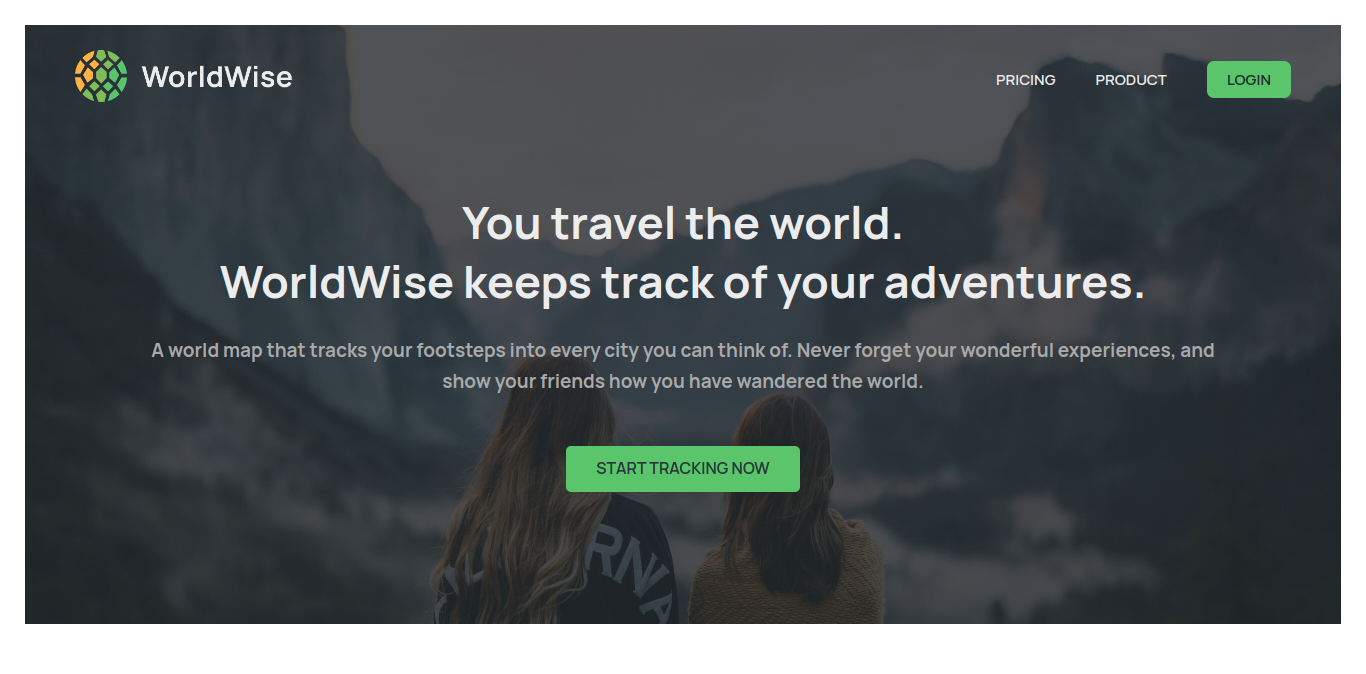 WorldWise
PRICING
PRODUCT
LOGIN
You travel the world.
WorldWise keeps track of your adventures.
A world map that tracks your footsteps into every city you can think of. Never forget your wonderful experiences, and
show your friends how you have wandered the world.
START TRACKING NOW
RNIA